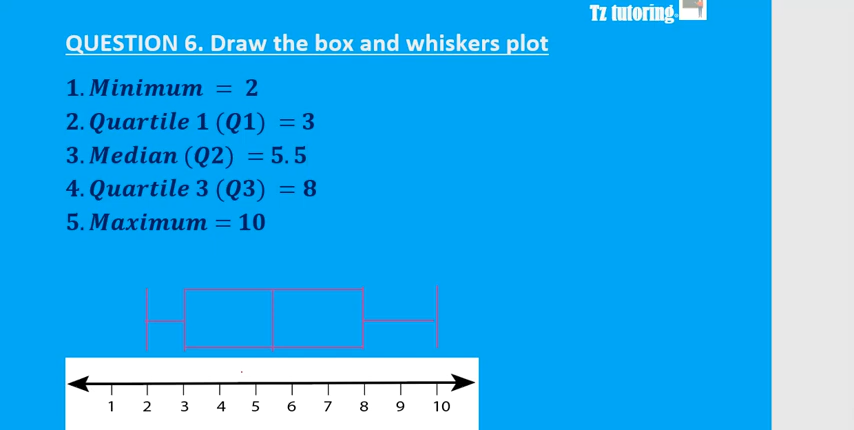 Tz tutoring
QUESTION 6. Draw the box and whiskers plot
1. Minimum = 2
2. Quartile 1 (Q1) = 3
3. Median (Q2) = 5.5
4. Quartile 3 (Q3) = 8
5. Maximum = 10
1 2 3 4 5 6 7 8 9 10